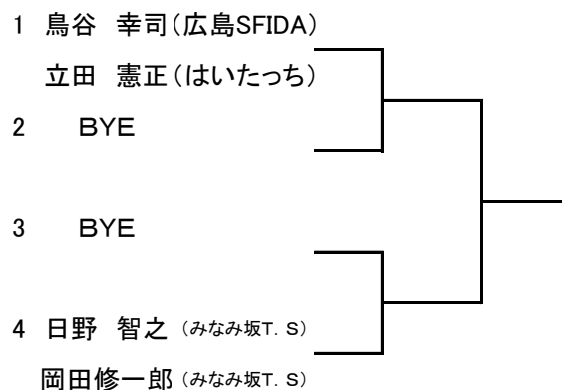 1 鳥谷 幸司(広島SFIDA)
立田 憲正(はいたっち)
2 BYE
3 BYE
4 日野 智之(みなみ坂T.S)
岡田修一郎(みなみ坂T.S)